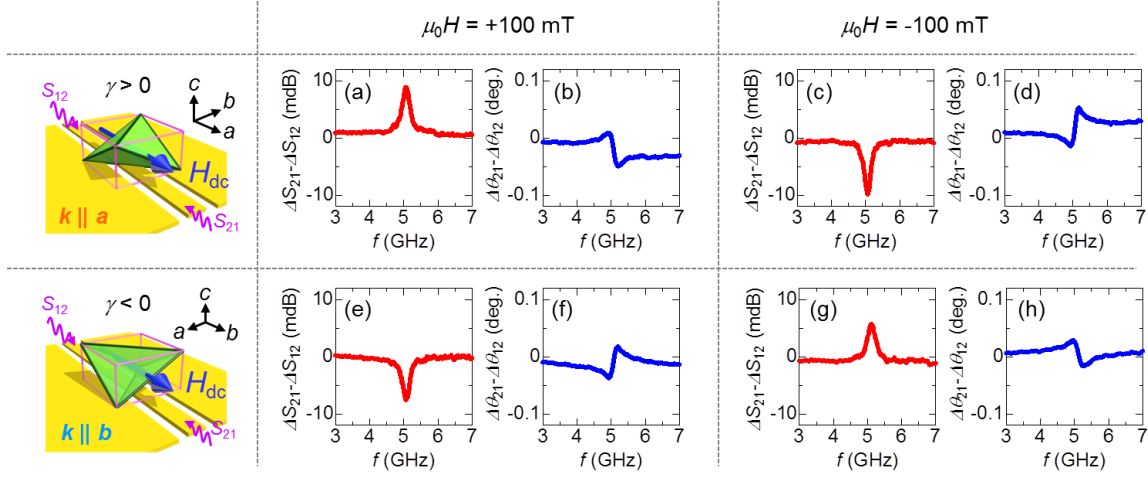 μ₀H = +100 mT
μ₀H = -100 mT
S₁₂
γ > 0
c
b
a
H_dc
k || a
S₂₁
(a)
ΔS₂₁-ΔS₁₂ (mdB)
10
0
-10
3 4 5 6 7
f (GHz)
(b)
Δθ₂₁-Δθ₁₂ (deg.)
0.1
0
-0.1
3 4 5 6 7
f (GHz)
(c)
ΔS₂₁-ΔS₁₂ (mdB)
10
0
-10
3 4 5 6 7
f (GHz)
(d)
Δθ₂₁-Δθ₁₂ (deg.)
0.1
0
-0.1
3 4 5 6 7
f (GHz)
S₁₂
γ < 0
c
a
b
H_dc
k || b
S₂₁
(e)
ΔS₂₁-ΔS₁₂ (mdB)
10
0
-10
3 4 5 6 7
f (GHz)
(f)
Δθ₂₁-Δθ₁₂ (deg.)
0.1
0
-0.1
3 4 5 6 7
f (GHz)
(g)
ΔS₂₁-ΔS₁₂ (mdB)
10
0
-10
3 4 5 6 7
f (GHz)
(h)
Δθ₂₁-Δθ₁₂ (deg.)
0.1
0
-0.1
3 4 5 6 7
f (GHz)